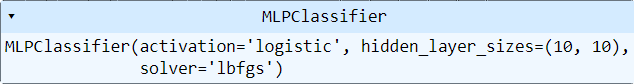 ▾ MLPClassifier
MLPClassifier(activation='logistic', hidden_layer_sizes=(10, 10),
              solver='lbfgs')